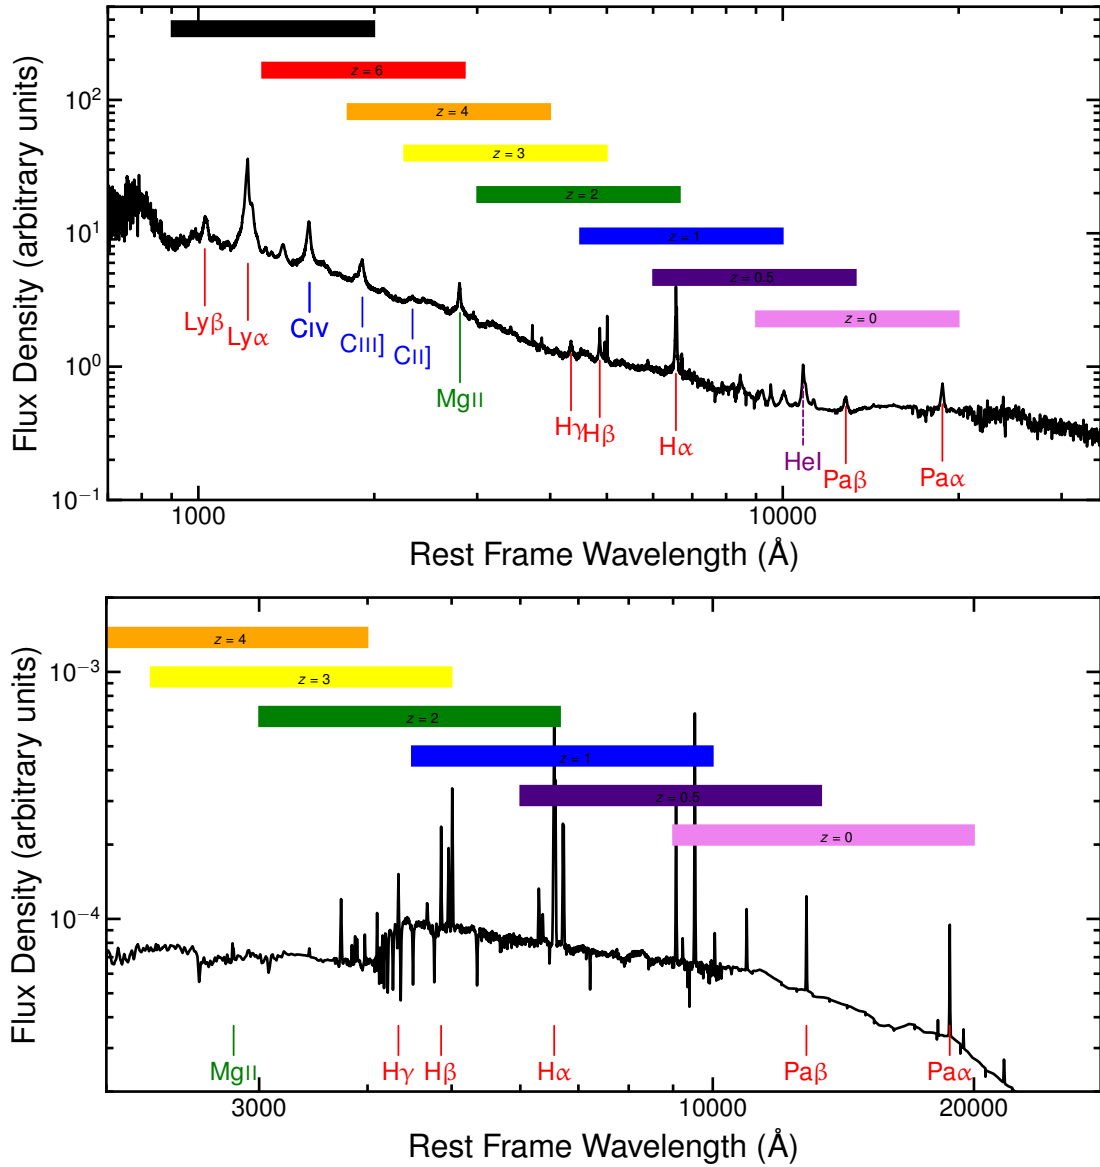 Flux Density (arbitrary units)
10²
10¹
10⁰
10⁻¹
z = 6
z = 4
z = 3
z = 2
z = 1
z = 0.5
z = 0
Lyβ
Lyα
CIV
CIII]
CII]
MgII
Hγ
Hβ
Hα
HeI
Paβ
Paα
1000
10000
Rest Frame Wavelength (Å)
Flux Density (arbitrary units)
10⁻³
10⁻⁴
z = 4
z = 3
z = 2
z = 1
z = 0.5
z = 0
MgII
Hγ
Hβ
Hα
Paβ
Paα
3000
10000
20000
Rest Frame Wavelength (Å)